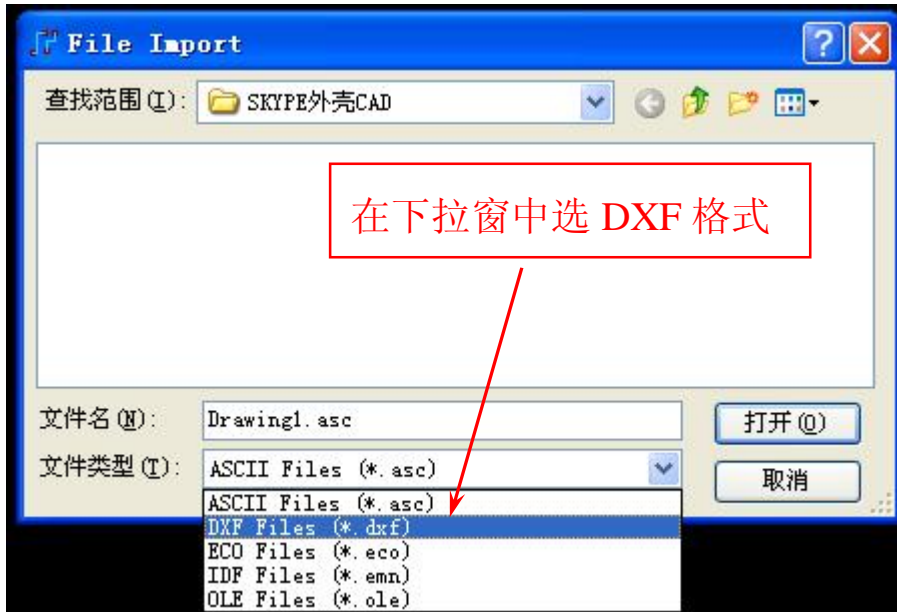 File Import
查找范围(I):
SKYPE外壳CAD
在下拉窗中选 DXF 格式
文件名(N):
Drawing1.asc
打开(O)
文件类型(T):
ASCII Files (*.asc)
取消
ASCII Files (*.asc)
DXF Files (*.dxf)
ECO Files (*.eco)
IDF Files (*.emn)
OLE Files (*.ole)